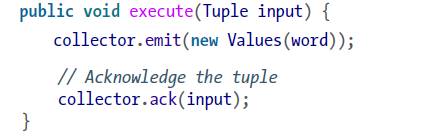 public void execute(Tuple input) {
collector.emit(new Values(word));
// Acknowledge the tuple
collector.ack(input);
}